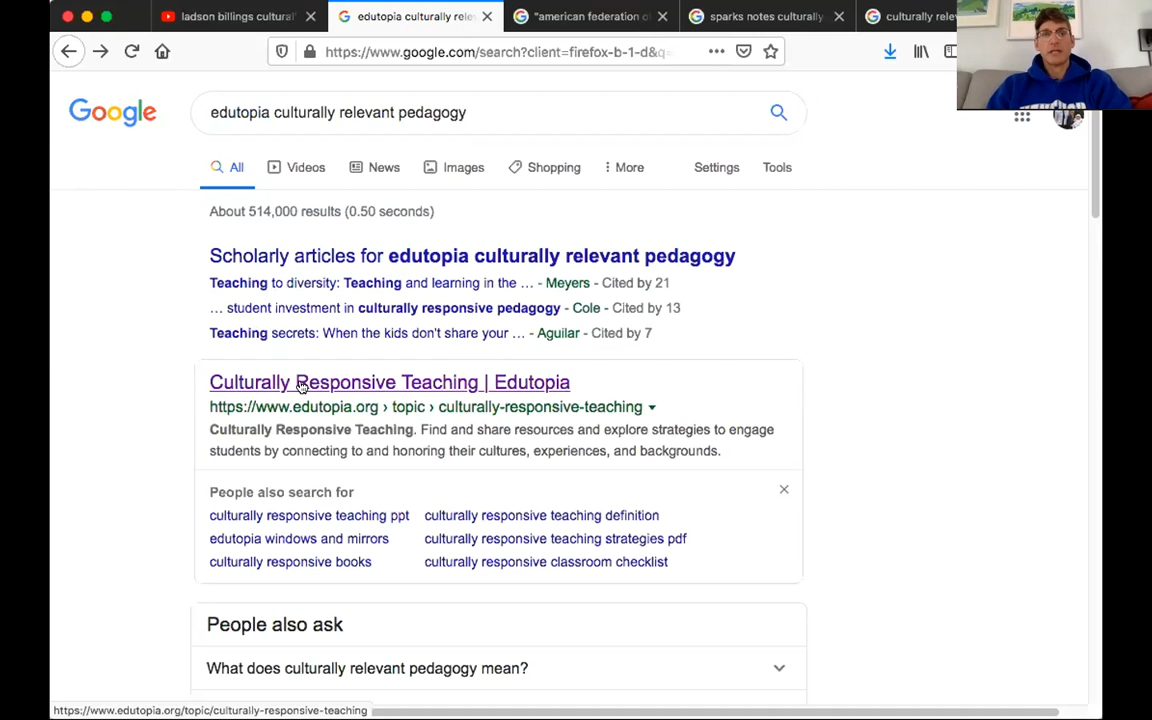 ladson billings cultural
edutopia culturally rele
"american federation of
sparks notes culturally
culturally rele
https://www.google.com/search?client=firefox-b-1-d&q=
Google
edutopia culturally relevant pedagogy
All
Videos
News
Images
Shopping
More
Settings
Tools
About 514,000 results (0.50 seconds)
Scholarly articles for edutopia culturally relevant pedagogy
Teaching to diversity: Teaching and learning in the … - Meyers - Cited by 21
… student investment in culturally responsive pedagogy - Cole - Cited by 13
Teaching secrets: When the kids don't share your … - Aguilar - Cited by 7
Culturally Responsive Teaching | Edutopia
https://www.edutopia.org › topic › culturally-responsive-teaching
Culturally Responsive Teaching. Find and share resources and explore strategies to engage
students by connecting to and honoring their cultures, experiences, and backgrounds.
People also search for
culturally responsive teaching ppt culturally responsive teaching definition
edutopia windows and mirrors culturally responsive teaching strategies pdf
culturally responsive books culturally responsive classroom checklist
People also ask
What does culturally relevant pedagogy mean?
https://www.edutopia.org/topic/culturally-responsive-teaching